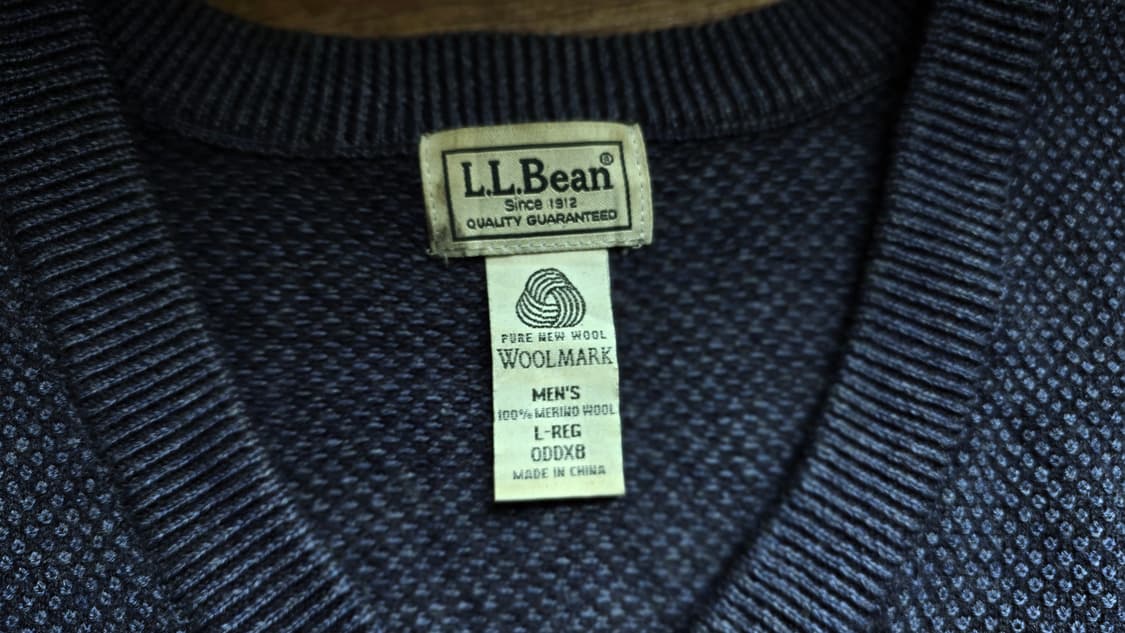 L.L.Bean®
Since 1912
QUALITY GUARANTEED
PURE NEW WOOL
WOOLMARK
MEN'S
100% MERINO WOOL
L-REG
ODDX8
MADE IN CHINA